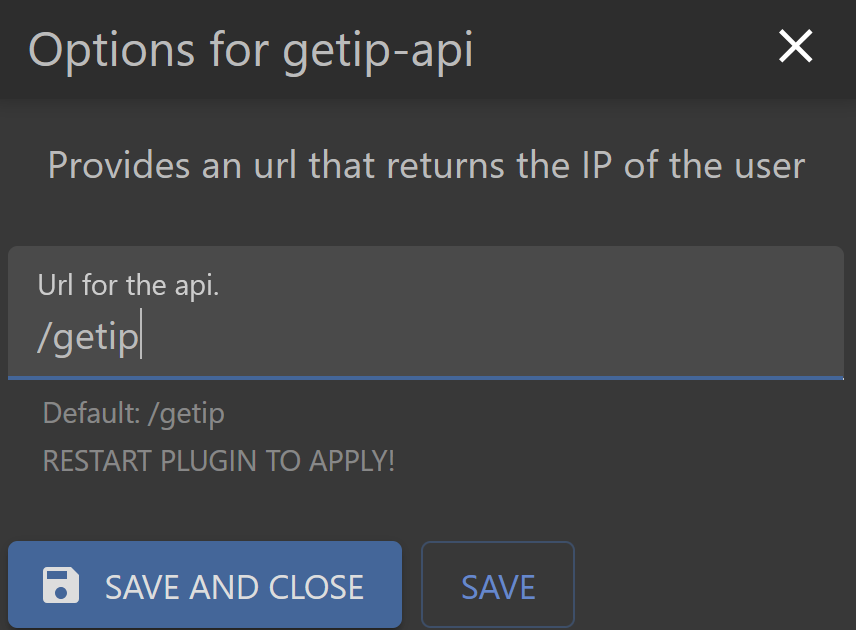 Options for getip-api
Provides an url that returns the IP of the user
Url for the api.
/getip
Default: /getip
RESTART PLUGIN TO APPLY!
SAVE AND CLOSE
SAVE